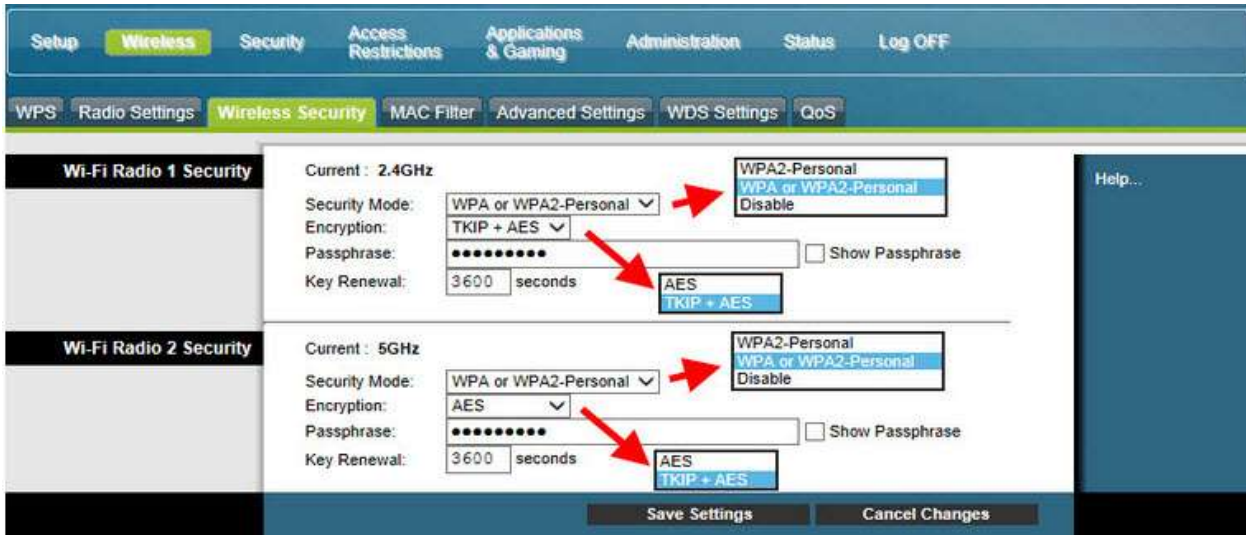 Setup Wireless Security Access Restrictions Applications & Gaming Administration Status Log OFF
WPS Radio Settings Wireless Security MAC Filter Advanced Settings WDS Settings QoS
Wi-Fi Radio 1 Security
Current : 2.4GHz
Security Mode: WPA or WPA2-Personal
Encryption: TKIP + AES
Passphrase: ●●●●●●●●● Show Passphrase
Key Renewal: 3600 seconds
WPA2-Personal
WPA or WPA2-Personal
Disable
AES
TKIP + AES
Wi-Fi Radio 2 Security
Current : 5GHz
Security Mode: WPA or WPA2-Personal
Encryption: AES
Passphrase: ●●●●●●●●● Show Passphrase
Key Renewal: 3600 seconds
WPA2-Personal
WPA or WPA2-Personal
Disable
AES
TKIP + AES
Help...
Save Settings Cancel Changes